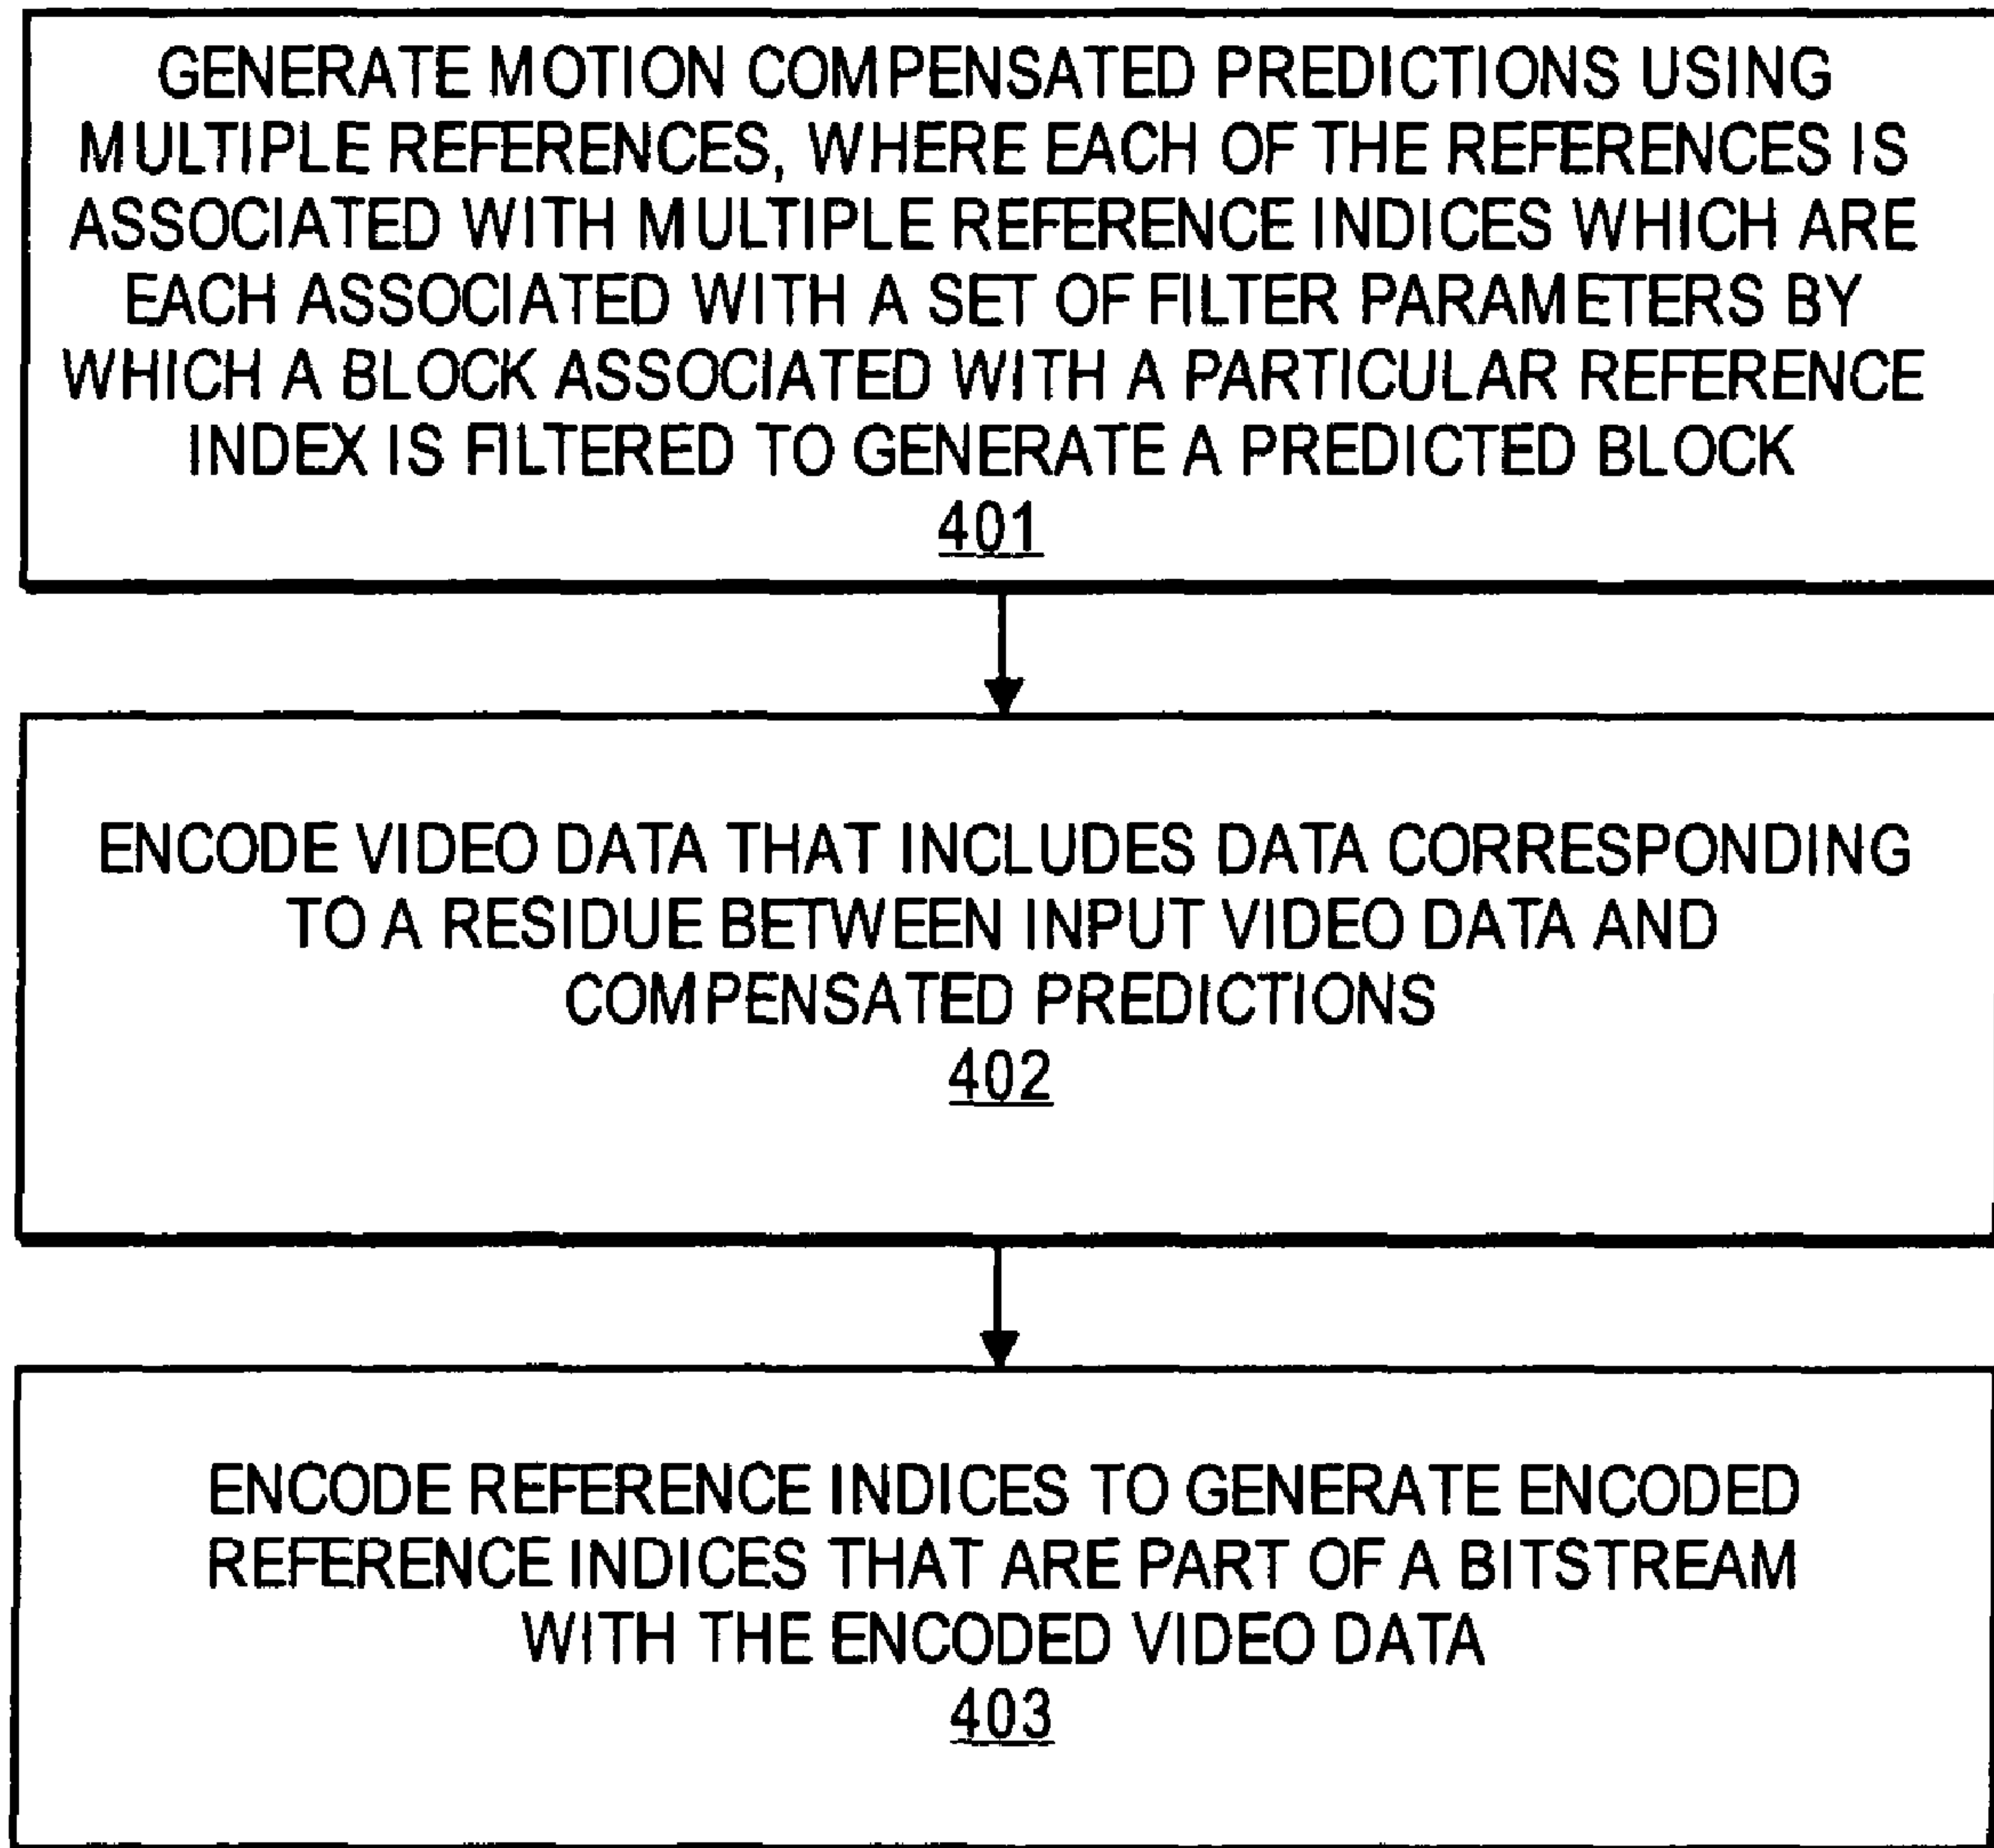 GENERATE MOTION COMPENSATED PREDICTIONS USING
MULTIPLE REFERENCES, WHERE EACH OF THE REFERENCES IS
ASSOCIATED WITH MULTIPLE REFERENCE INDICES WHICH ARE
EACH ASSOCIATED WITH A SET OF FILTER PARAMETERS BY
WHICH A BLOCK ASSOCIATED WITH A PARTICULAR REFERENCE
INDEX IS FILTERED TO GENERATE A PREDICTED BLOCK
401
ENCODE VIDEO DATA THAT INCLUDES DATA CORRESPONDING
TO A RESIDUE BETWEEN INPUT VIDEO DATA AND
COMPENSATED PREDICTIONS
402
ENCODE REFERENCE INDICES TO GENERATE ENCODED
REFERENCE INDICES THAT ARE PART OF A BITSTREAM
WITH THE ENCODED VIDEO DATA
403